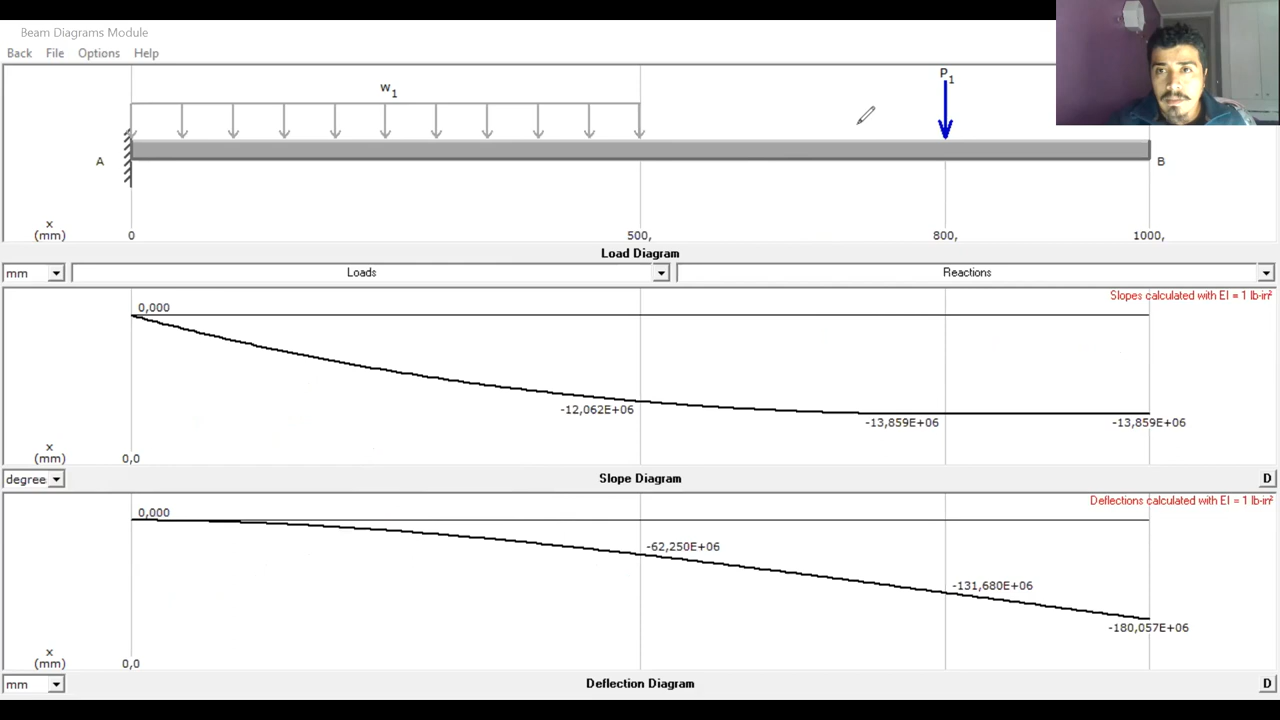 Beam Diagrams Module
Back File Options Help
w1
P1
A
B
x
(mm)
0 500, 800, 1000,
Load Diagram
mm Loads Reactions
Slopes calculated with EI = 1 lb-in²
0,000
-12,062E+06
-13,859E+06 -13,859E+06
x
(mm)
0,0
degree Slope Diagram D
Deflections calculated with EI = 1 lb-in²
0,000
-62,250E+06
-131,680E+06
-180,057E+06
x
(mm)
0,0
mm Deflection Diagram D